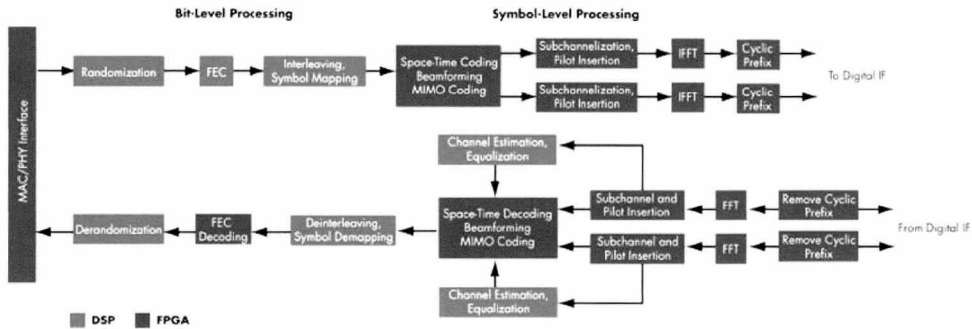 Bit-Level Processing
Symbol-Level Processing
MAC/PHY Interface
Randomization
FEC
Interleaving,
Symbol Mapping
Space-Time Coding
Beamforming
MIMO Coding
Subchannelization,
Pilot Insertion
IFFT
Cyclic
Prefix
Subchannelization,
Pilot Insertion
IFFT
Cyclic
Prefix
To Digital IF
Channel Estimation,
Equalization
Derandomization
FEC
Decoding
Deinterleaving,
Symbol Demapping
Space-Time Decoding
Beamforming
MIMO Coding
Subchannel and
Pilot Insertion
FFT
Remove Cyclic
Prefix
Subchannel and
Pilot Insertion
FFT
Remove Cyclic
Prefix
From Digital IF
Channel Estimation,
Equalization
DSP
FPGA